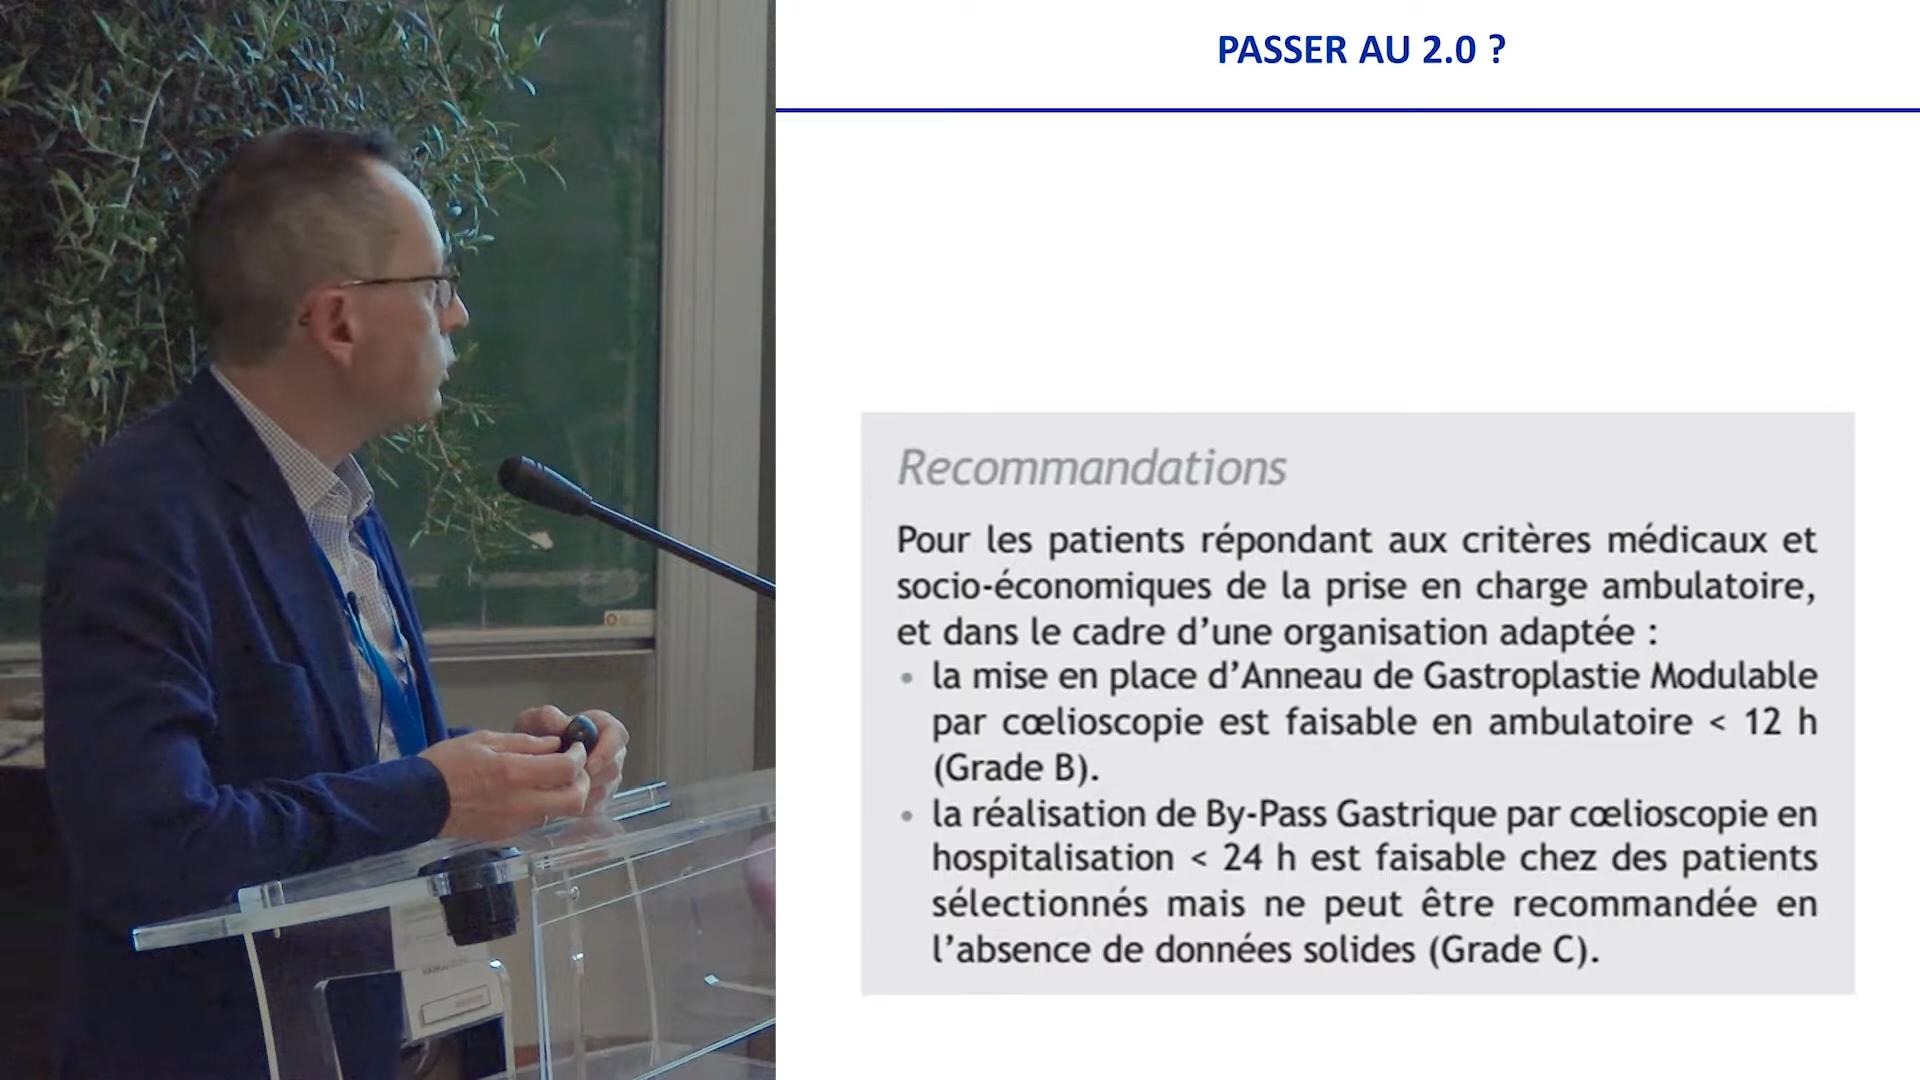 PASSER AU 2.0 ?
Recommandations
Pour les patients répondant aux critères médicaux et
socio-économiques de la prise en charge ambulatoire,
et dans le cadre d’une organisation adaptée :
• la mise en place d’Anneau de Gastroplastie Modulable
par cœlioscopie est faisable en ambulatoire < 12 h
(Grade B).
• la réalisation de By-Pass Gastrique par cœlioscopie en
hospitalisation < 24 h est faisable chez des patients
sélectionnés mais ne peut être recommandée en
l’absence de données solides (Grade C).